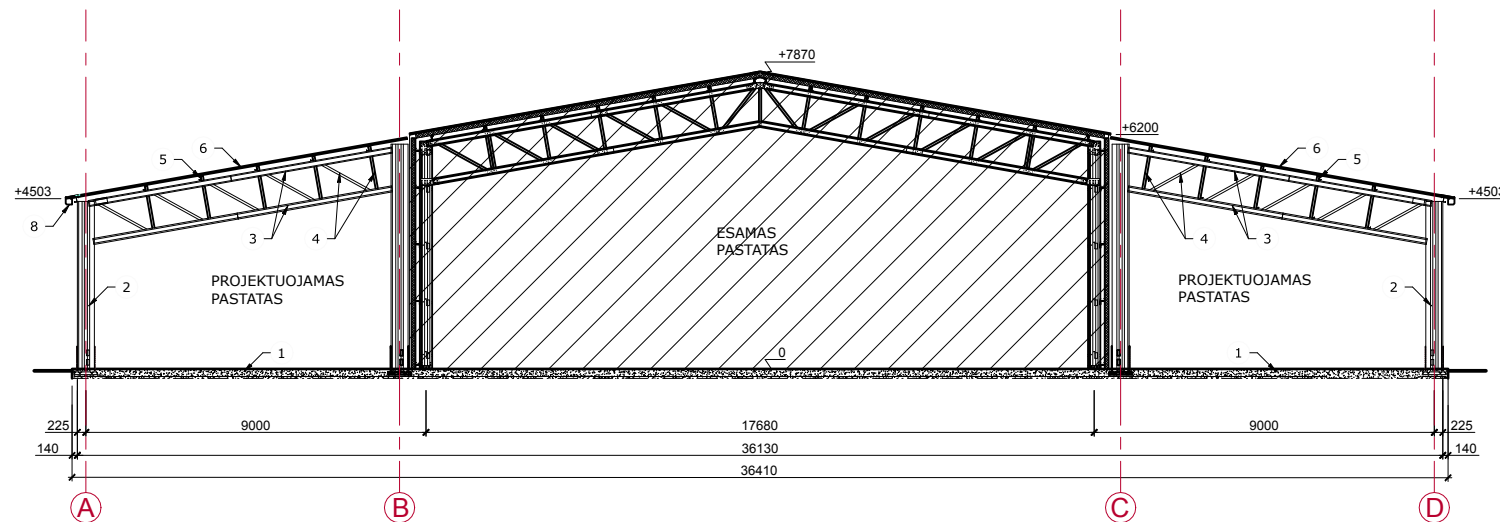 +7870
+6200
6
5
6
5
+4503
+4503
8
3
4
4
3
ESAMAS
PASTATAS
PROJEKTUOJAMAS
PASTATAS
PROJEKTUOJAMAS
PASTATAS
2
2
1
0
1
225
9000
17680
9000
225
140
36130
140
36410
A
B
C
D